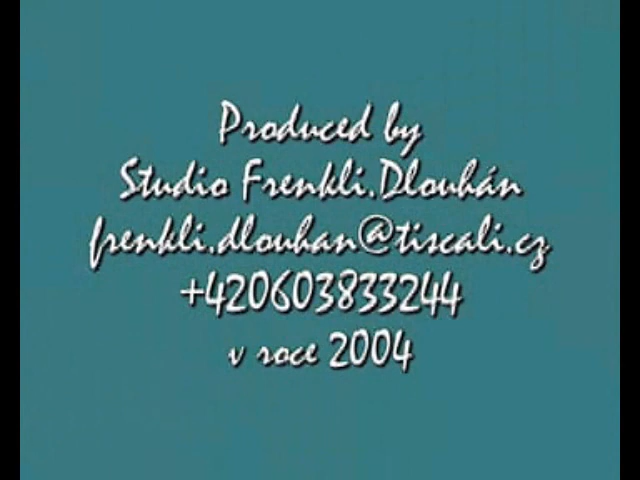 Produced by
Studio Frenkli.Dlouhán
frenkli.dlouhan@tiscali.cz
+420603833244
v roce 2004